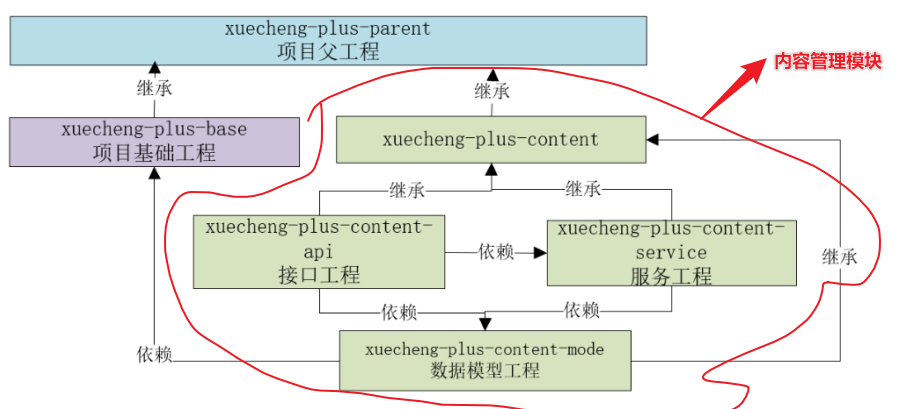 xuecheng-plus-parent
项目父工程
内容管理模块
继承
继承
xuecheng-plus-base
项目基础工程
xuecheng-plus-content
继承
继承
xuecheng-plus-content-
api
接口工程
依赖
xuecheng-plus-content-
service
服务工程
继承
依赖
依赖
依赖
xuecheng-plus-content-mode
数据模型工程